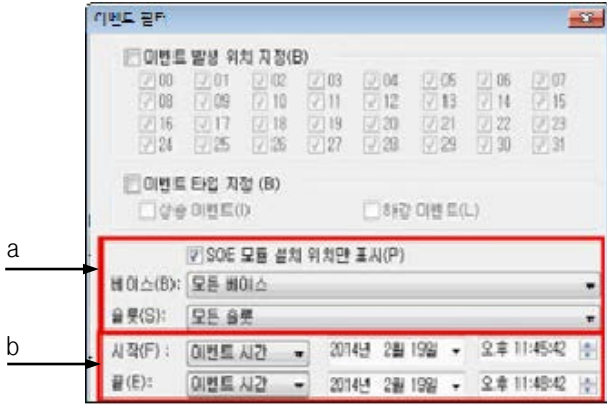 이벤트 필터
이벤트 발생 위치 지정(B)
00 01 02 03 04 05 06 07
08 09 10 11 12 13 14 15
16 17 18 19 20 21 22 23
24 25 26 27 28 29 30 31
이벤트 타입 지정 (B)
상승 이벤트(I) 하강 이벤트(L)
a
SOE 모듈 설치 위치만 표시(P)
베이스(B): 모든 베이스
슬롯(S): 모든 슬롯
b
시작(F) : 이벤트 시간 2014년 2월 19일 오후 11:45:42
끝(E): 이벤트 시간 2014년 2월 19일 오후 11:48:42